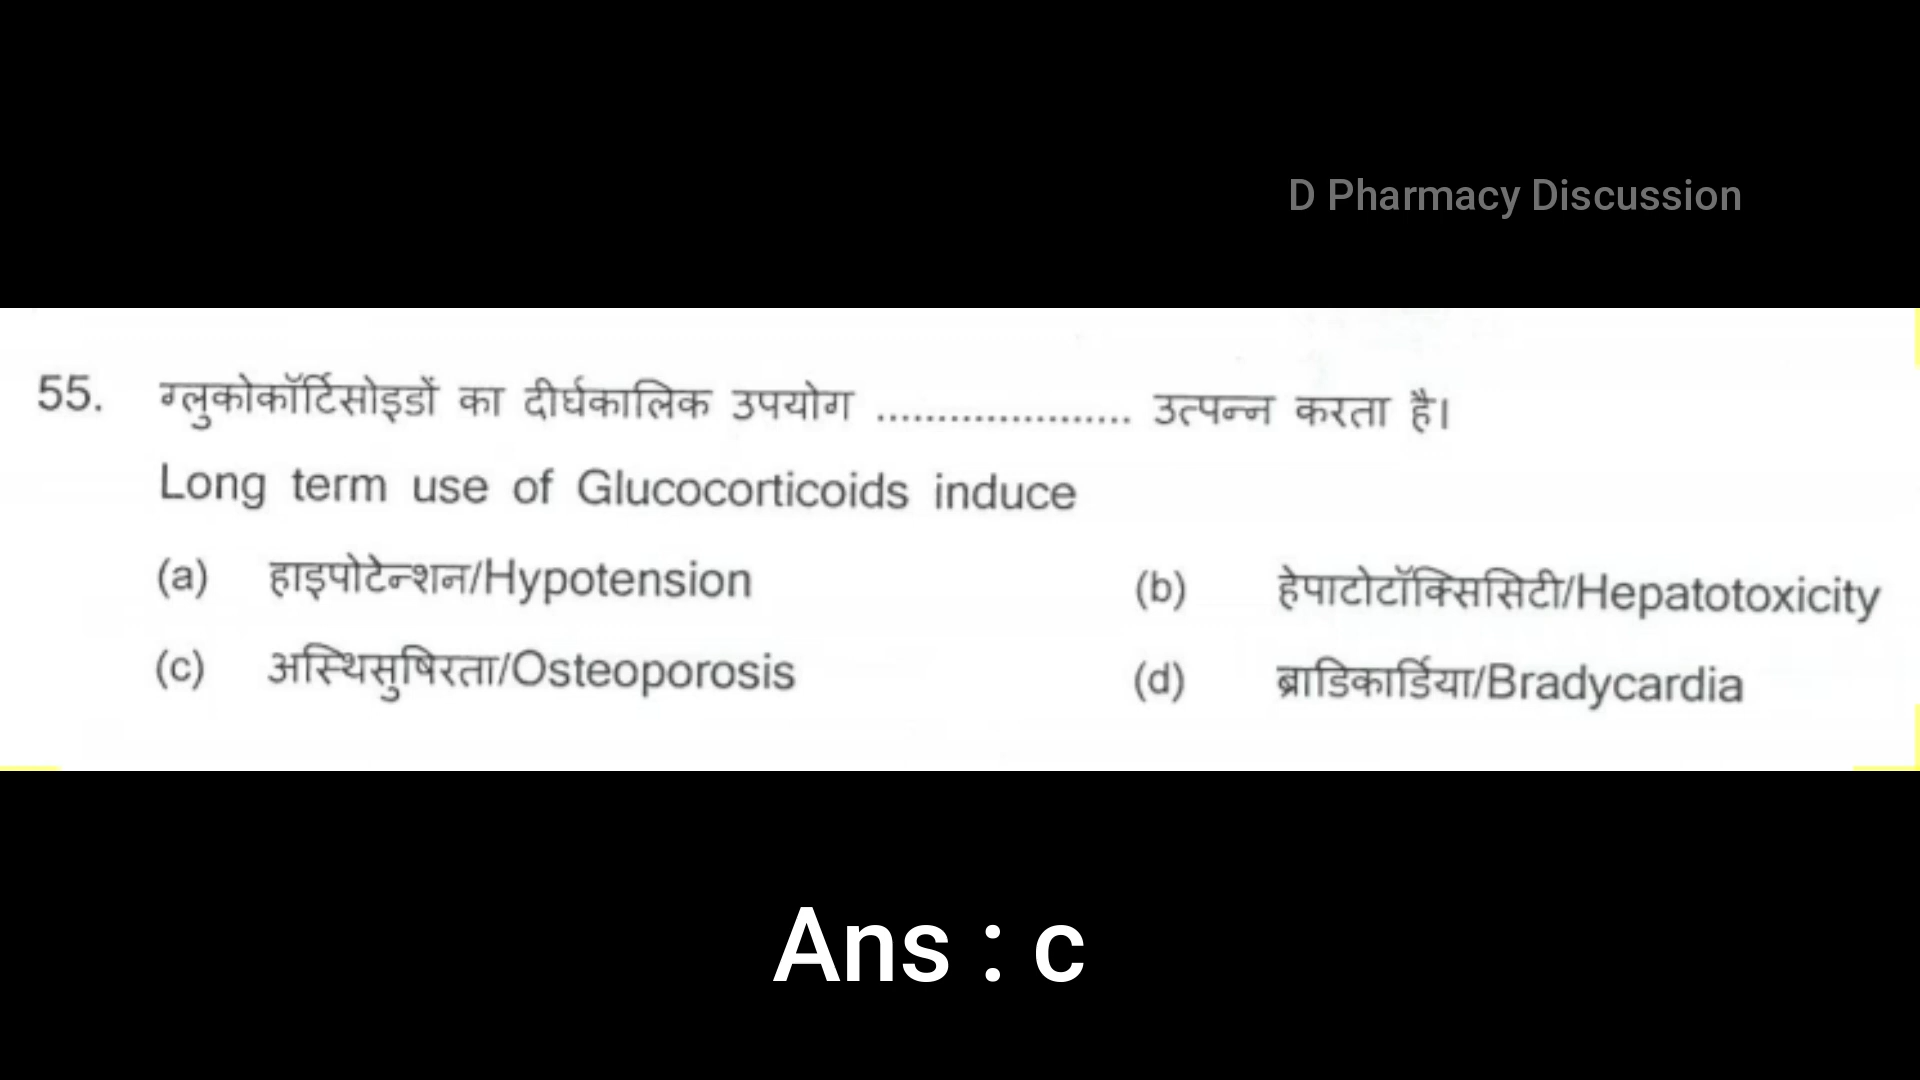 D Pharmacy Discussion
55. ग्लुकोकॉर्टिसोइडों का दीर्घकालिक उपयोग ..................... उत्पन्न करता है।
Long term use of Glucocorticoids induce
(a) हाइपोटेन्शन/Hypotension (b) हेपाटोटॉक्सिसिटी/Hepatotoxicity
(c) अस्थिसुषिरता/Osteoporosis (d) ब्राडिकार्डिया/Bradycardia
Ans : c